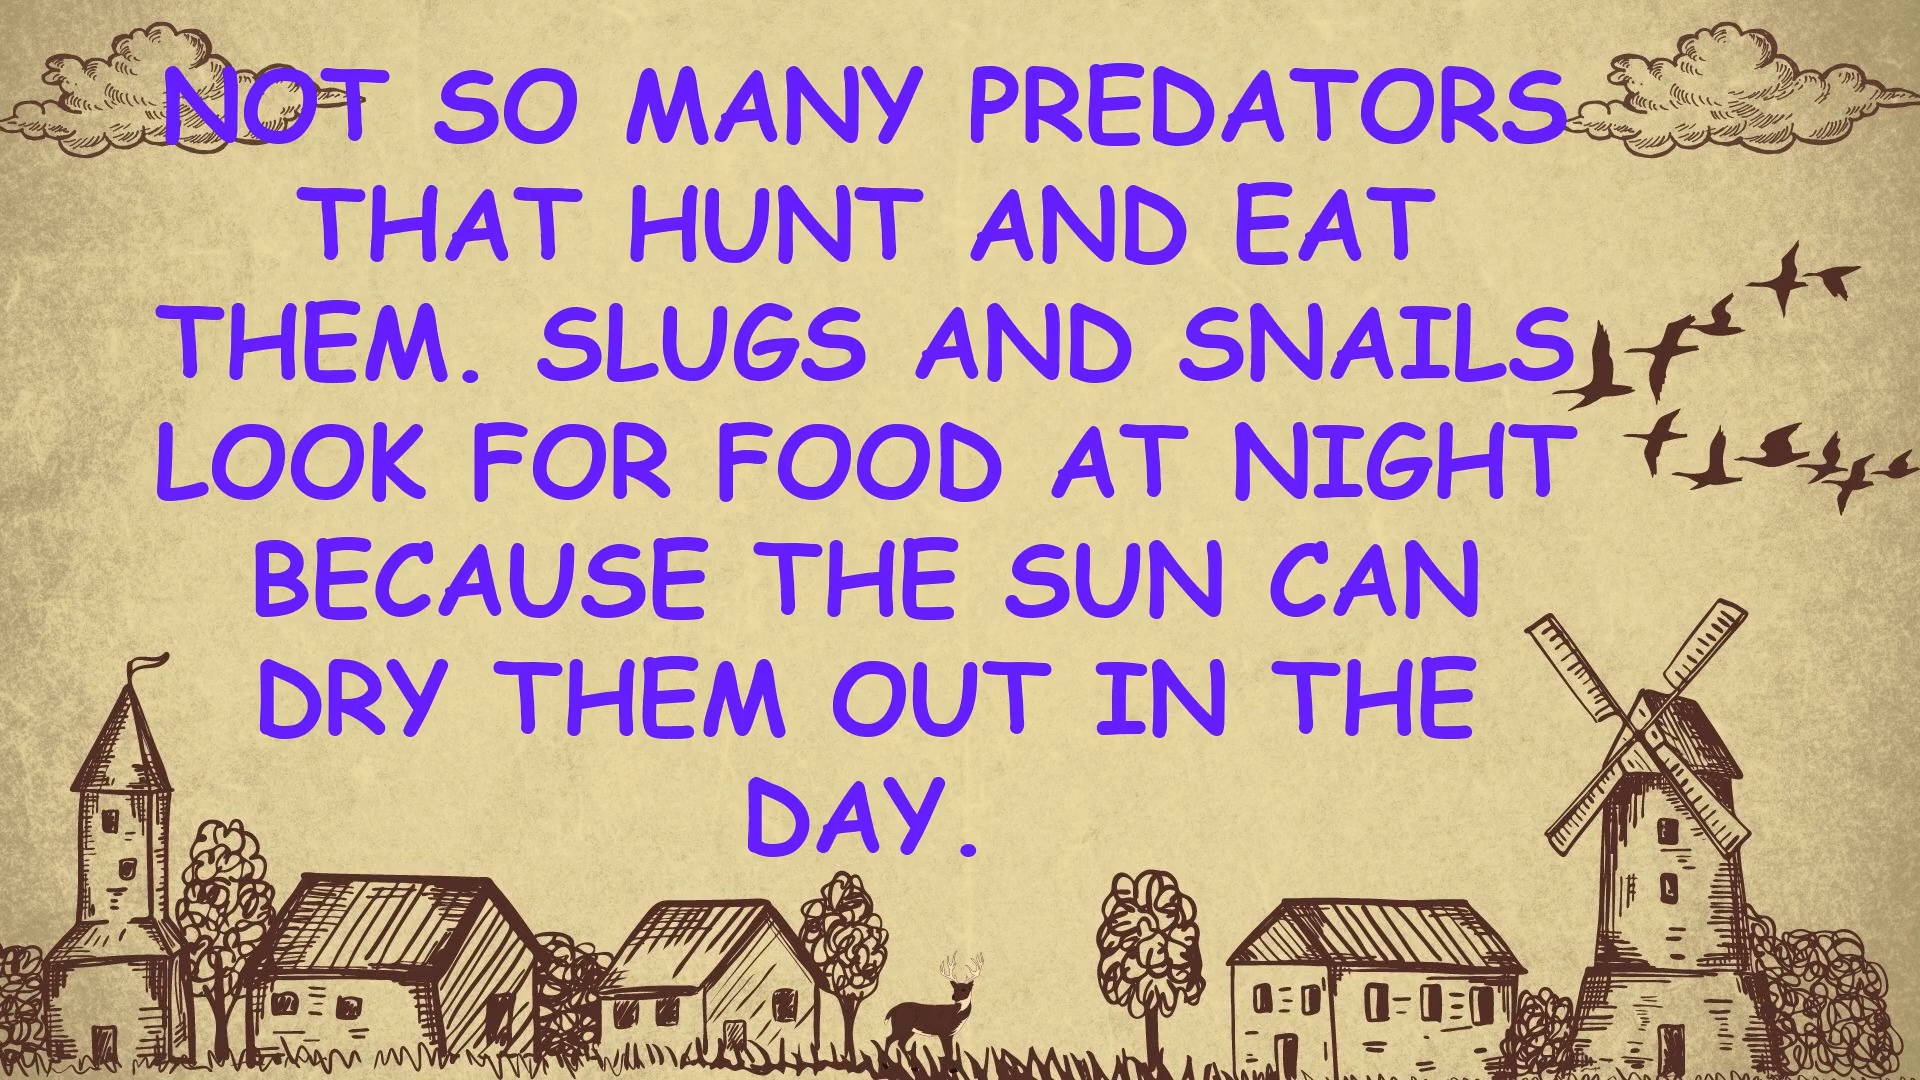 NOT SO MANY PREDATORS
THAT HUNT AND EAT
THEM. SLUGS AND SNAILS
LOOK FOR FOOD AT NIGHT
BECAUSE THE SUN CAN
DRY THEM OUT IN THE
DAY.